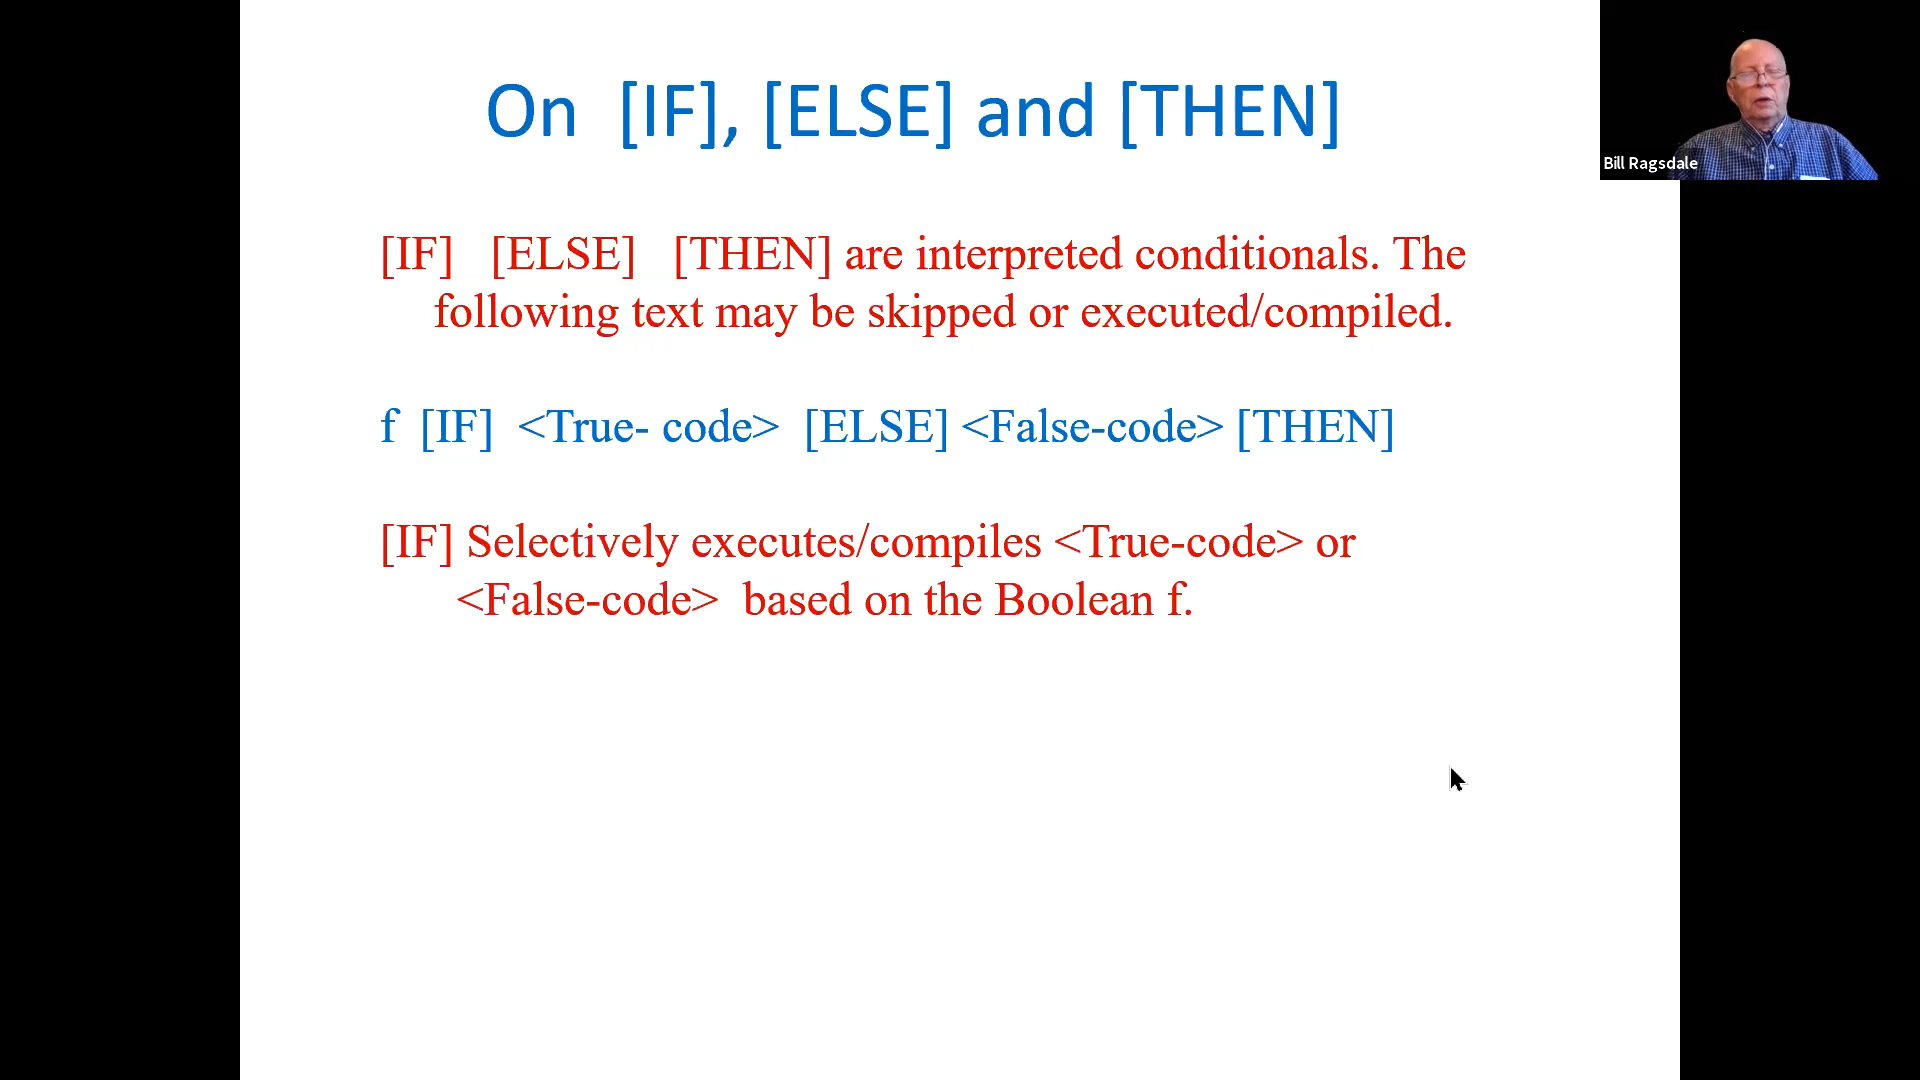 On [IF], [ELSE] and [THEN]
Bill Ragsdale
[IF] [ELSE] [THEN] are interpreted conditionals. The
following text may be skipped or executed/compiled.
f [IF] <True- code> [ELSE] <False-code> [THEN]
[IF] Selectively executes/compiles <True-code> or
<False-code> based on the Boolean f.